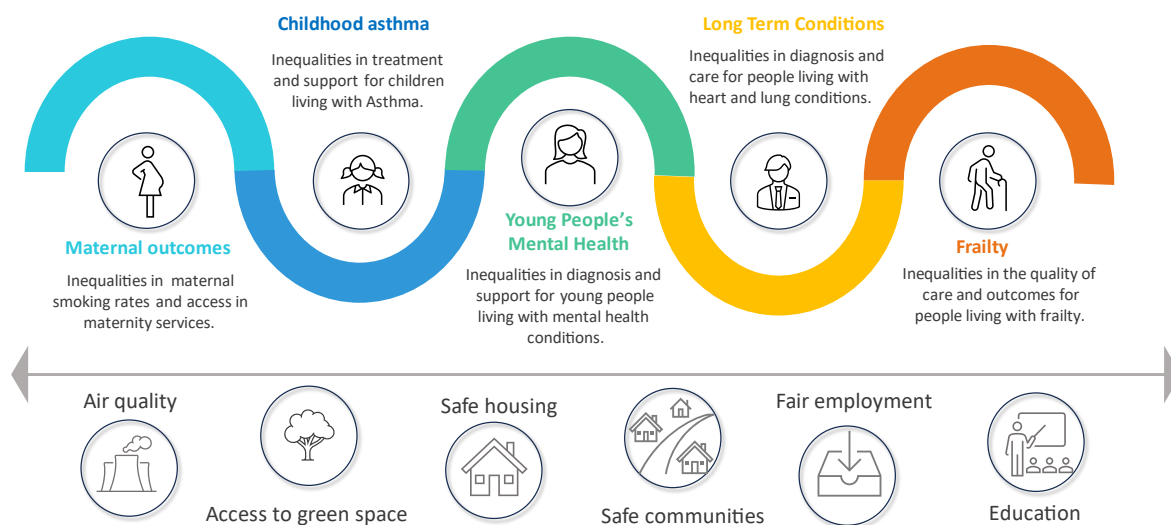 Maternal outcomes
Inequalities in maternal
smoking rates and access in
maternity services.
Childhood asthma
Inequalities in treatment
and support for children
living with Asthma.
Young People's
Mental Health
Inequalities in diagnosis and
support for young people
living with mental health
conditions.
Long Term Conditions
Inequalities in diagnosis and
care for people living with
heart and lung conditions.
Frailty
Inequalities in the quality of
care and outcomes for
people living with frailty.
Air quality
Access to green space
Safe housing
Safe communities
Fair employment
Education